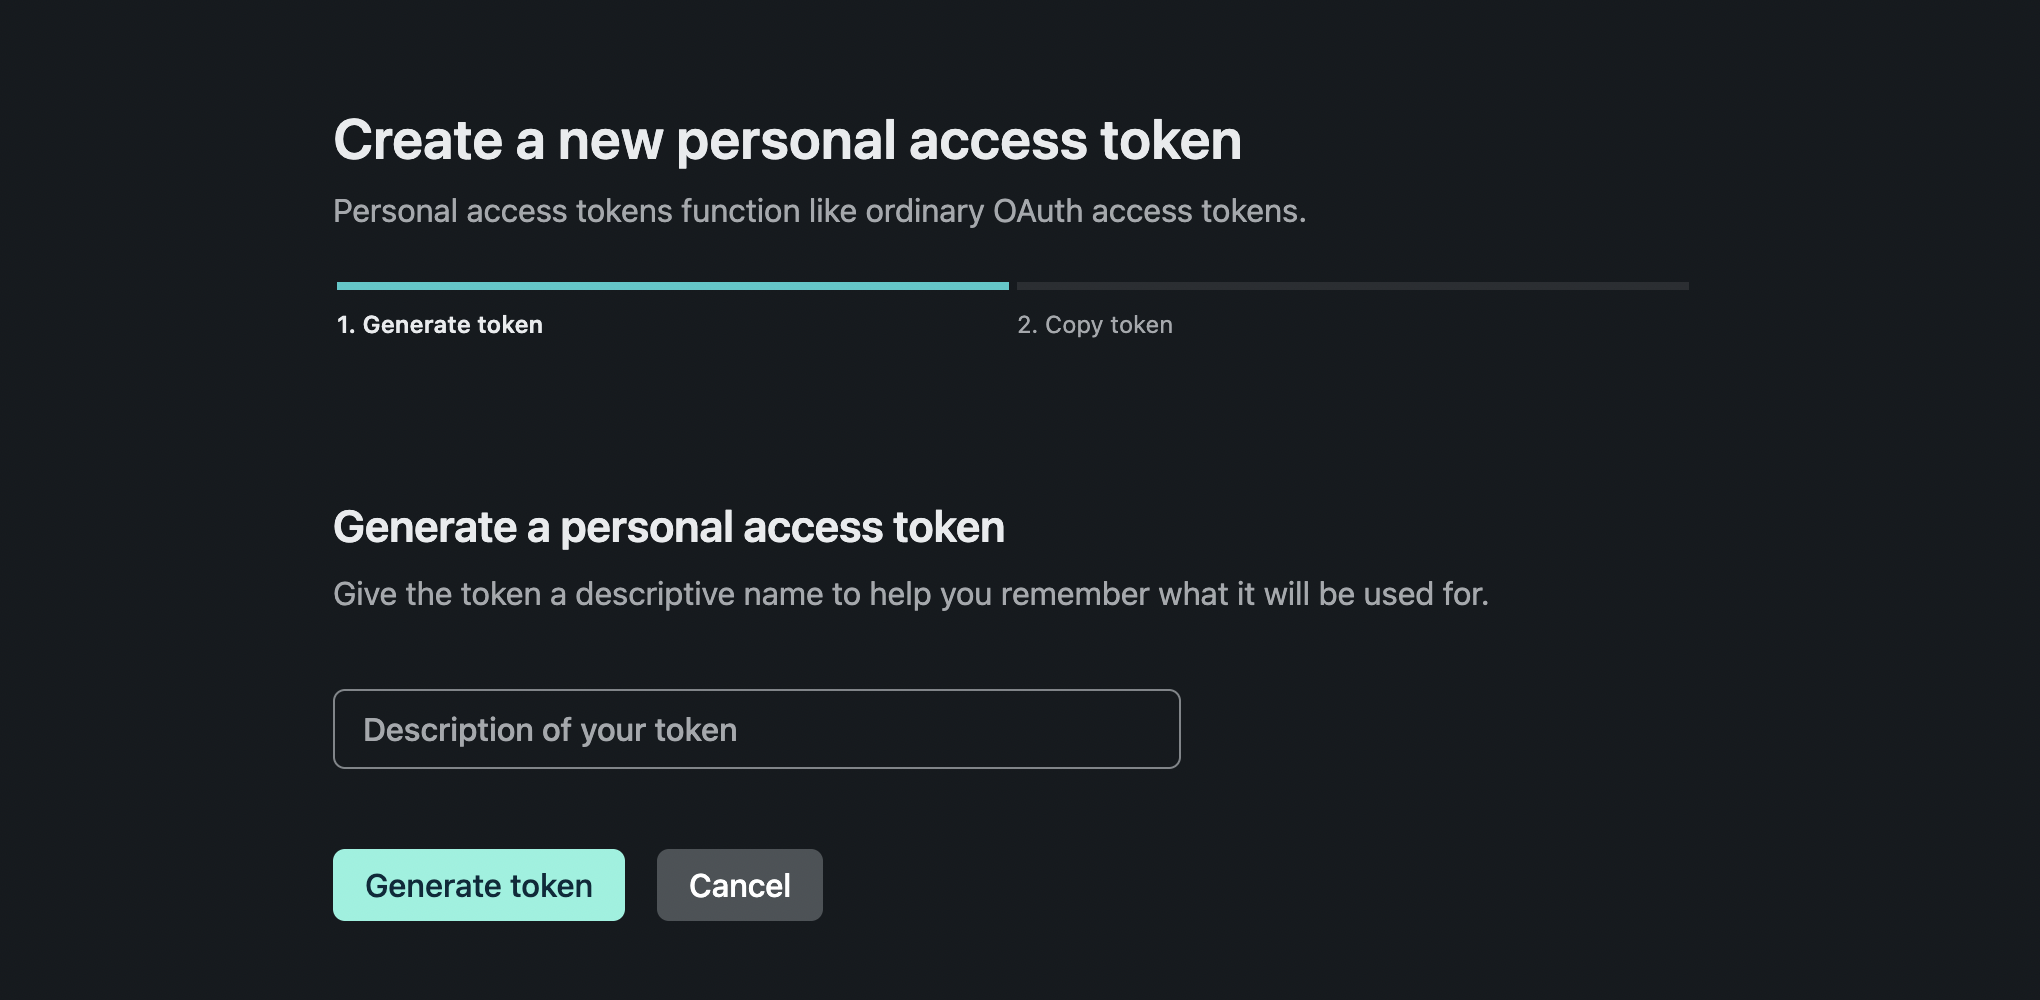 Create a new personal access token
Personal access tokens function like ordinary OAuth access tokens.
1. Generate token
2. Copy token
Generate a personal access token
Give the token a descriptive name to help you remember what it will be used for.
Description of your token
Generate token
Cancel